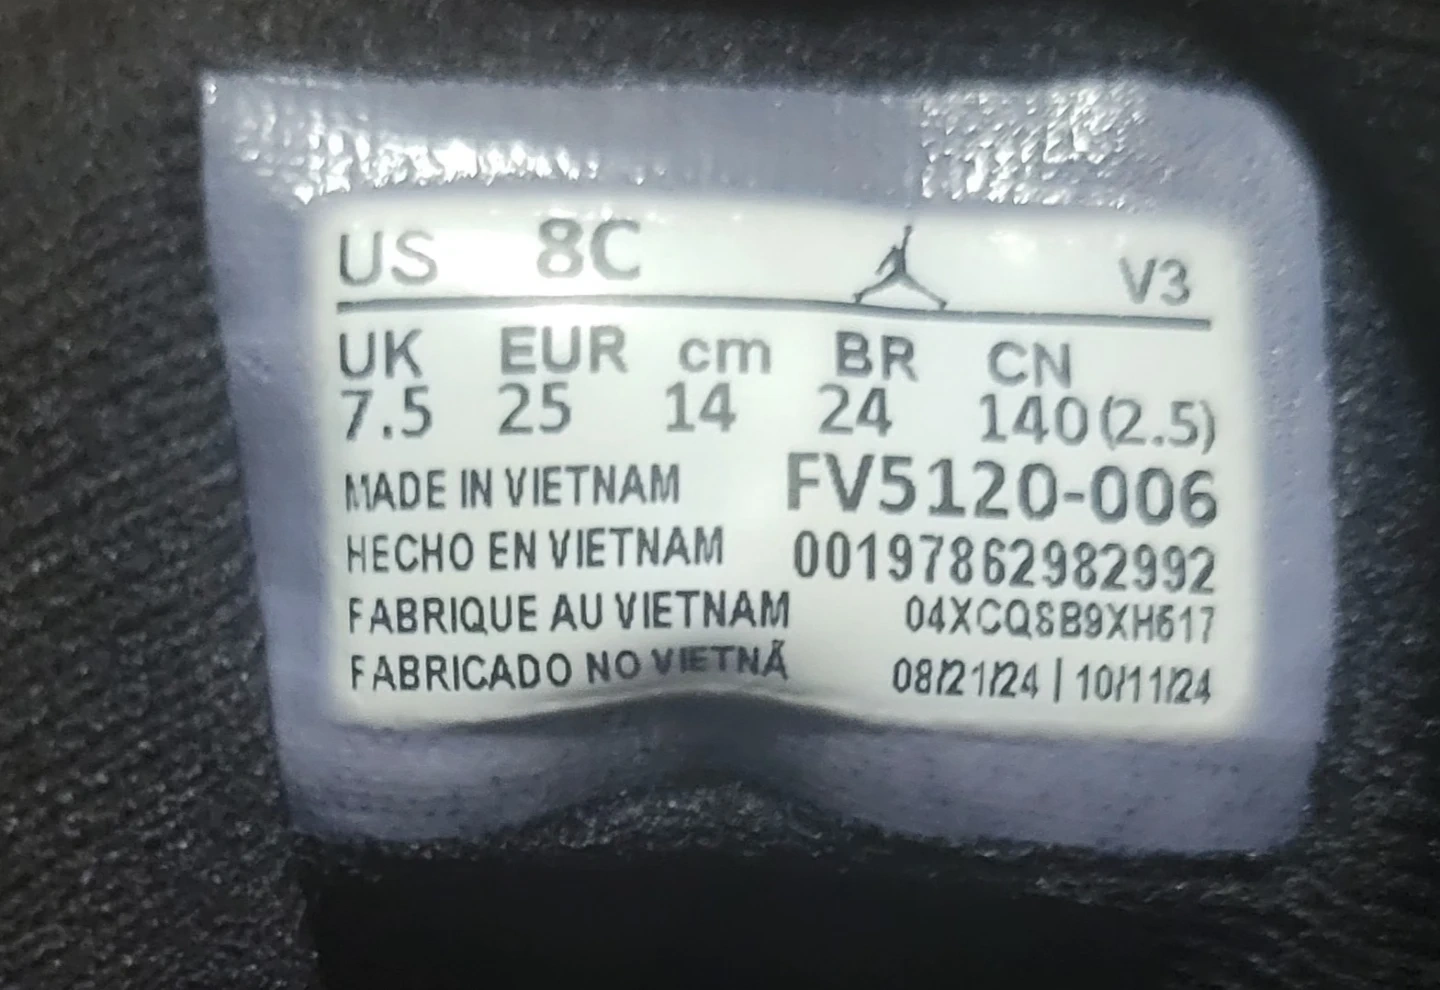 US 8C V3
UK EUR cm BR CN
7.5 25 14 24 140(2.5)
MADE IN VIETNAM FV5120-006
HECHO EN VIETNAM 00197862982992
FABRIQUE AU VIETNAM 04XCQSB9XH617
FABRICADO NO VIETNÃ 08/21/24 | 10/11/24